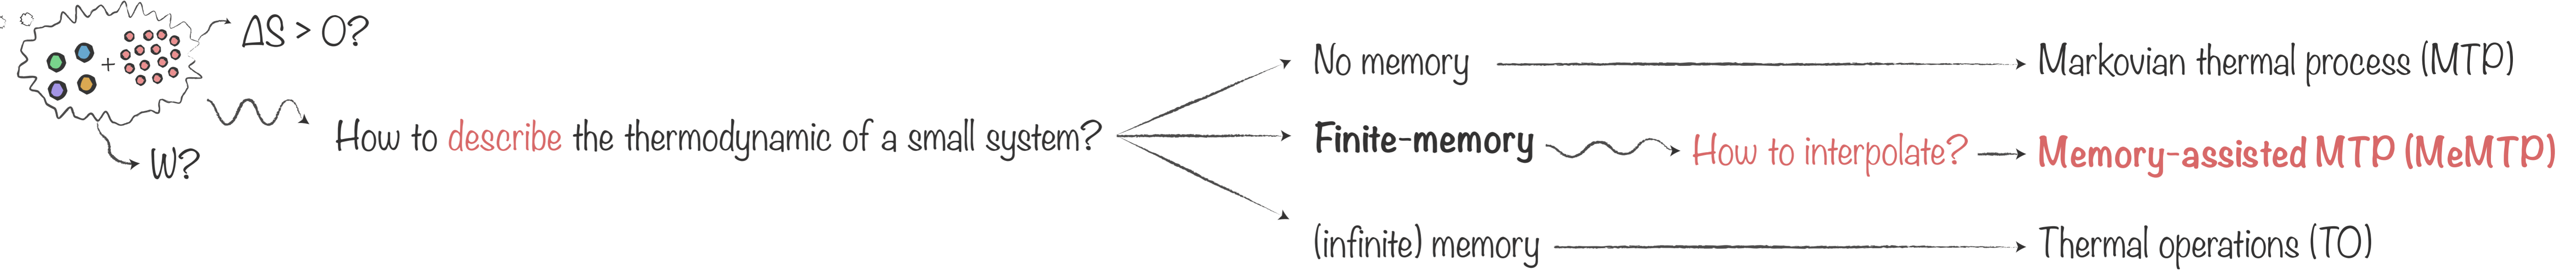 ΔS > 0?
+
W?
How to describe the thermodynamic of a small system?
No memory
Markovian thermal process (MTP)
Finite-memory
How to interpolate?
Memory-assisted MTP (MeMTP)
(infinite) memory
Thermal operations (TO)